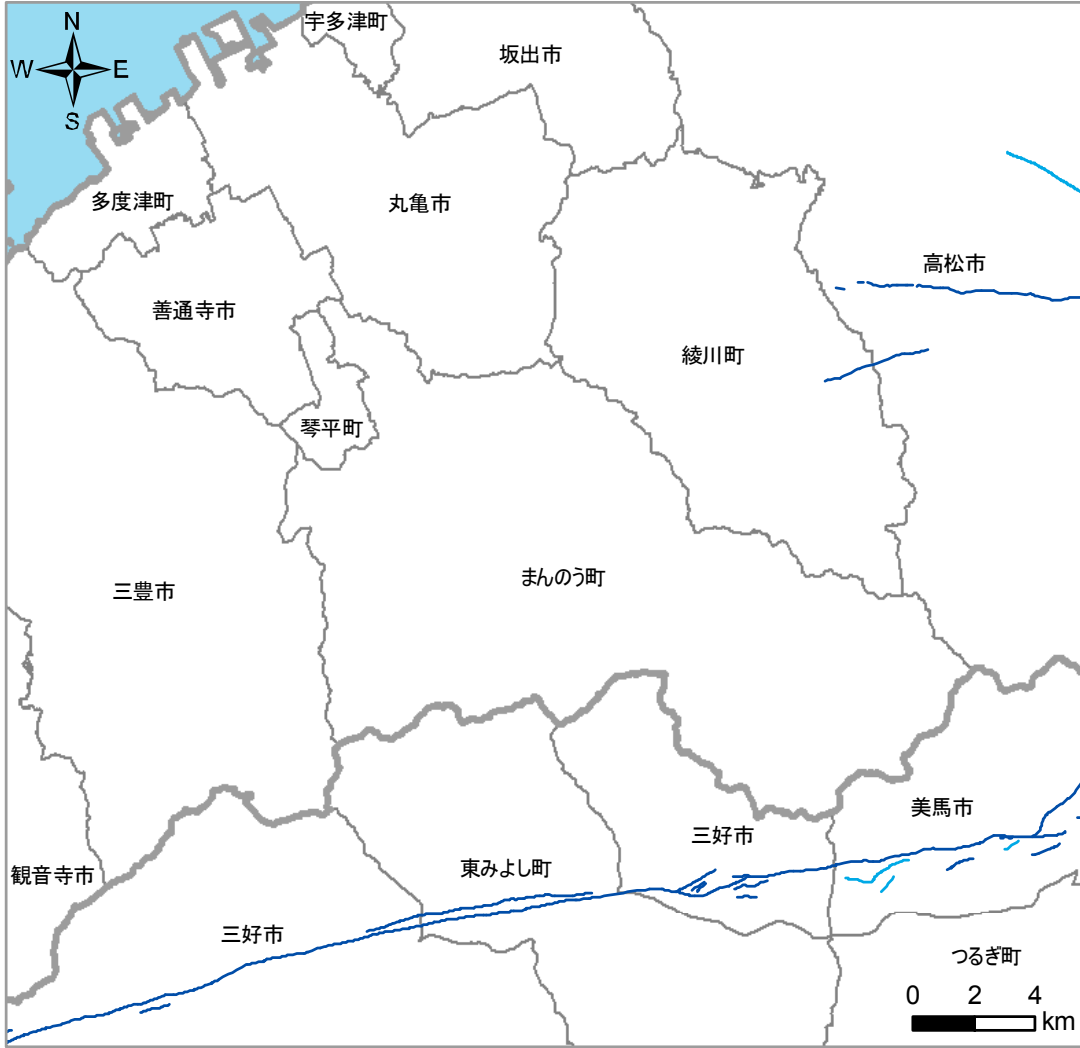 N
W E
S
宇多津町
坂出市
多度津町
丸亀市
高松市
善通寺市
綾川町
琴平町
まんのう町
三豊市
美馬市
三好市
東みよし町
観音寺市
三好市
つるぎ町
0 2 4
km